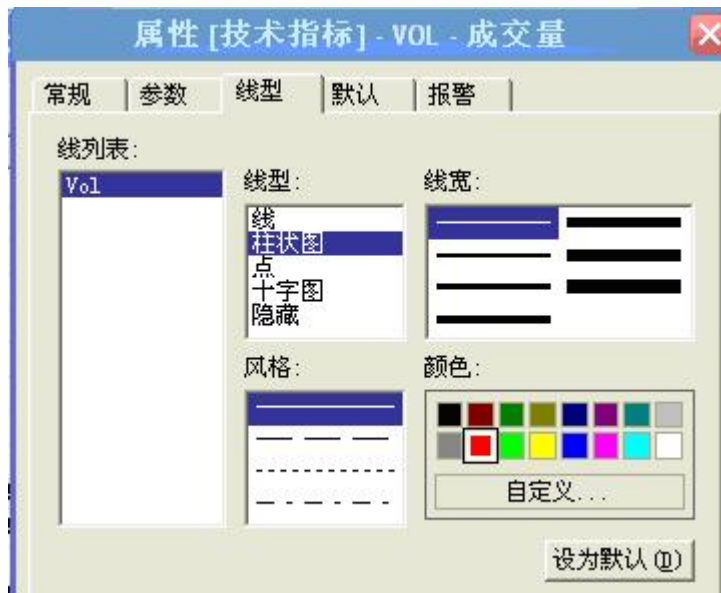 属性 [技术指标] - VOL - 成交量
常规 参数 线型 默认 报警
线列表:
Vol
线型:
线
柱状图
点
十字图
隐藏
线宽:
风格:
颜色:
自定义...
设为默认(D)